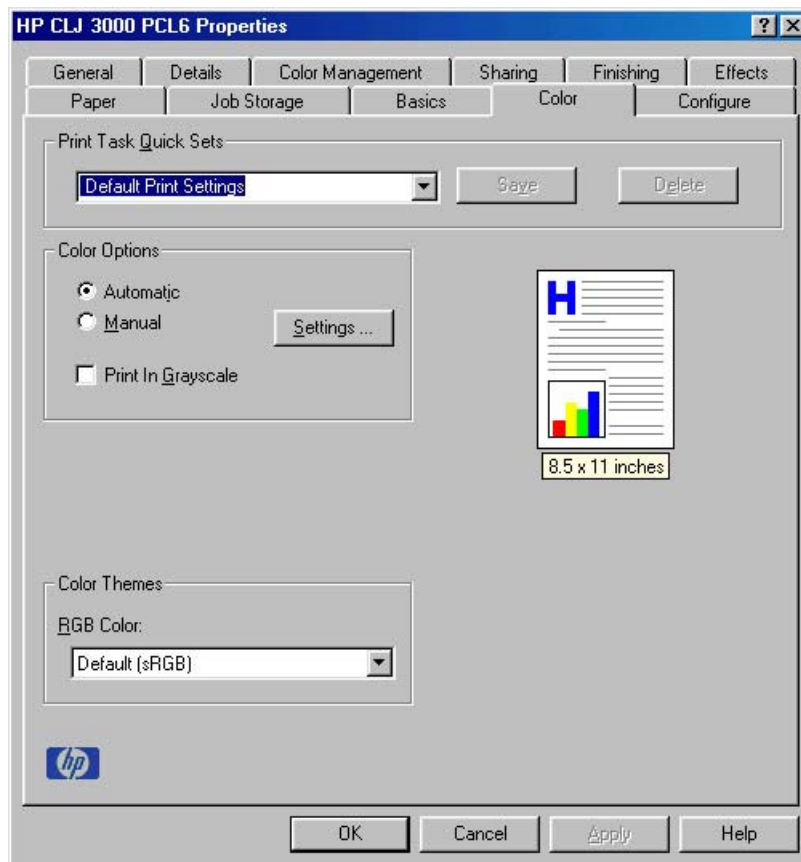 HP CLJ 3000 PCL6 Properties
General Details Color Management Sharing Finishing Effects
Paper Job Storage Basics Color Configure
Print Task Quick Sets
Default Print Settings Save Delete
Color Options
Automatic
Manual Settings ...
Print In Grayscale
H
8.5 x 11 inches
Color Themes
RGB Color:
Default (sRGB)
hp
OK Cancel Apply Help